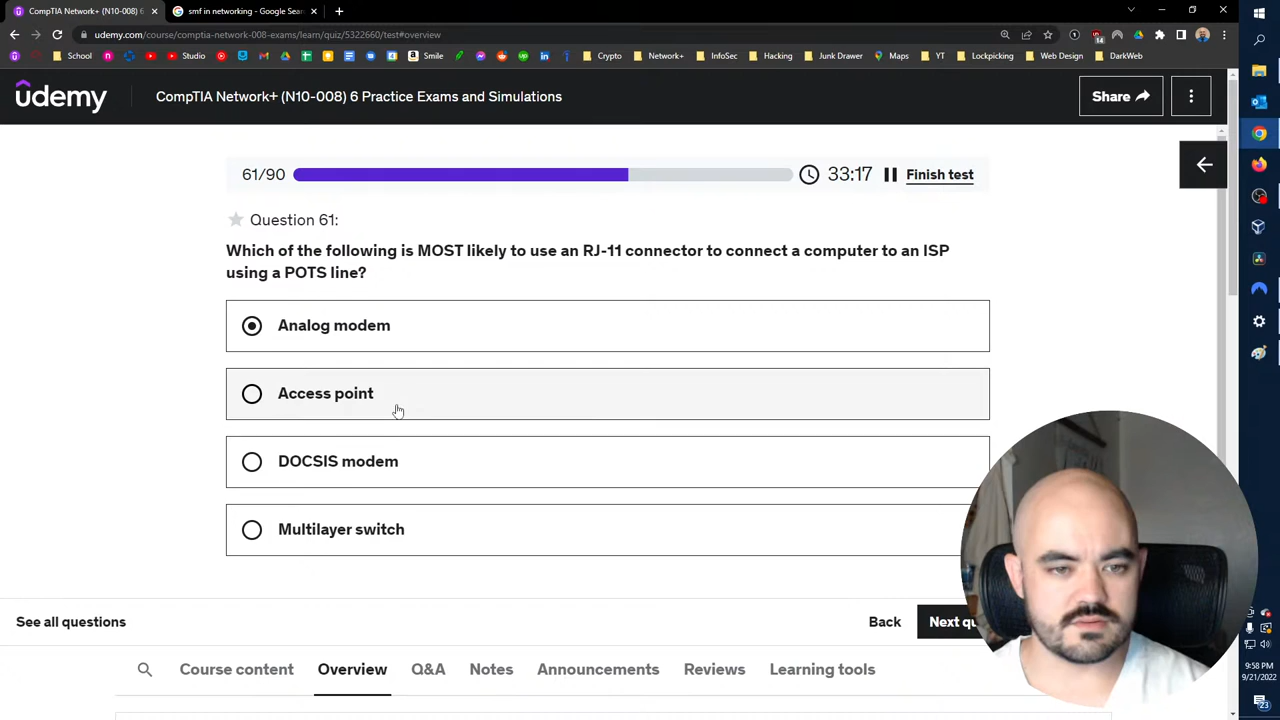 CompTIA Network+ (N10-008) 6
smf in networking - Google Sear
udemy.com/course/comptia-network-008-exams/learn/quiz/5322660/test#overview
School
Studio
Smile
Crypto
Network+
InfoSec
Hacking
Junk Drawer
Maps
YT
Lockpicking
Web Design
DarkWeb
14
ûdemy
CompTIA Network+ (N10-008) 6 Practice Exams and Simulations
Share
61/90
33:17
Finish test
Question 61:
Which of the following is MOST likely to use an RJ-11 connector to connect a computer to an ISP
using a POTS line?
Analog modem
Access point
DOCSIS modem
Multilayer switch
See all questions
Back
Next qu
Course content
Overview
Q&A
Notes
Announcements
Reviews
Learning tools
9:58 PM
9/21/2022
23